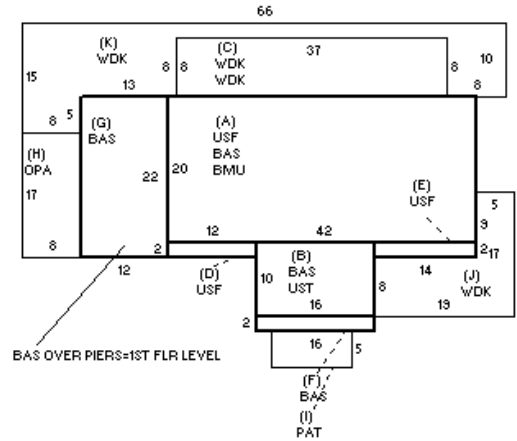 66
(K)
WDK
(C)
WDK
WDK
37
10
15
13
8
8
8
8
8
5
(G)
BAS
(A)
USF
BAS
BMU
(H)
OPA
17
22
20
(E)
USF
5
9
12
42
8
2
2
17
12
(D)
USF
10
(B)
BAS
UST
16
14
8
(J)
WDK
19
2
16
5
BAS OVER PIERS=1ST FLR LEVEL
(F)
BAS
(I)
PAT